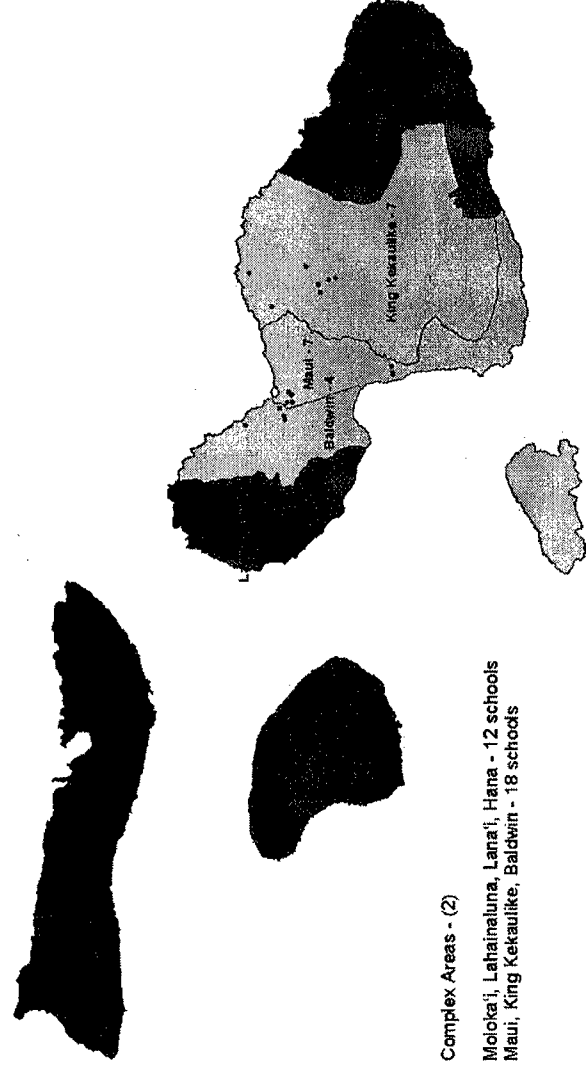 Maui - 7
Baldwin - 4
King Kekaulike - 7
L
Complex Areas - (2)
Moloka'i, Lahainaluna, Lana'i, Hana - 12 schools
Maui, King Kekaulike, Baldwin - 18 schools